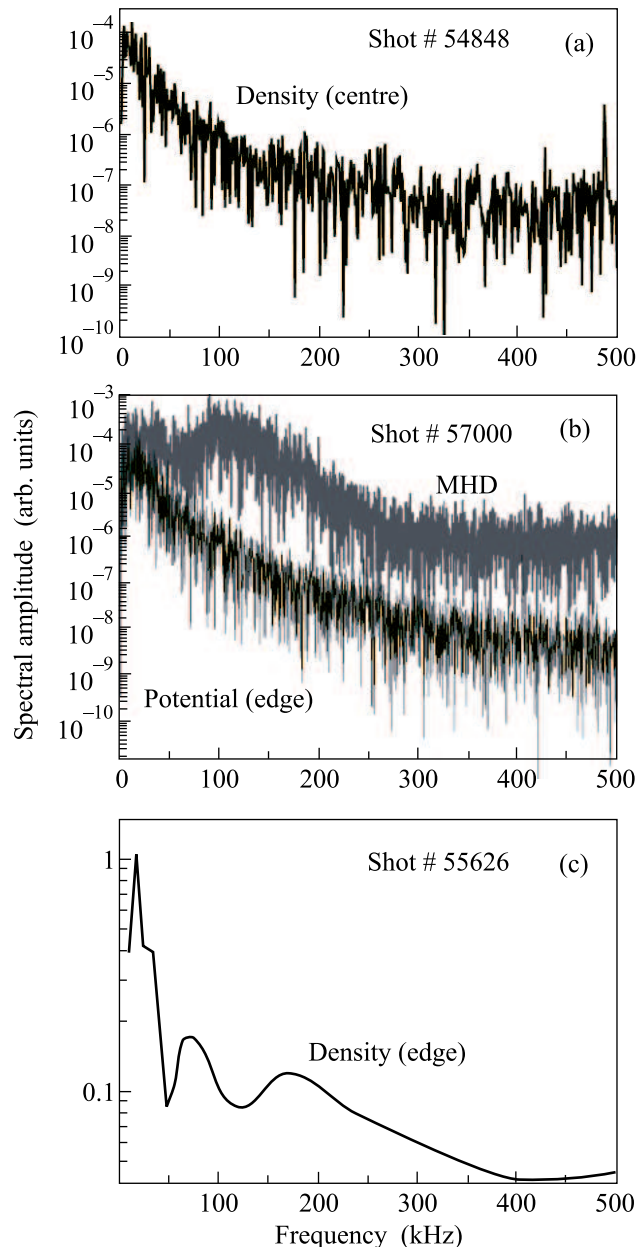 10⁻⁴
10⁻⁵
10⁻⁶
10⁻⁷
10⁻⁸
10⁻⁹
10⁻¹⁰
Shot # 54848 (a)
Density (centre)
0 100 200 300 400 500
Spectral amplitude (arb. units)
10⁻³
10⁻⁴
10⁻⁵
10⁻⁶
10⁻⁷
10⁻⁸
10⁻⁹
10⁻¹⁰
Shot # 57000 (b)
MHD
Potential (edge)
0 100 200 300 400 500
1
0.1
Shot # 55626 (c)
Density (edge)
100 200 300 400 500
Frequency (kHz)